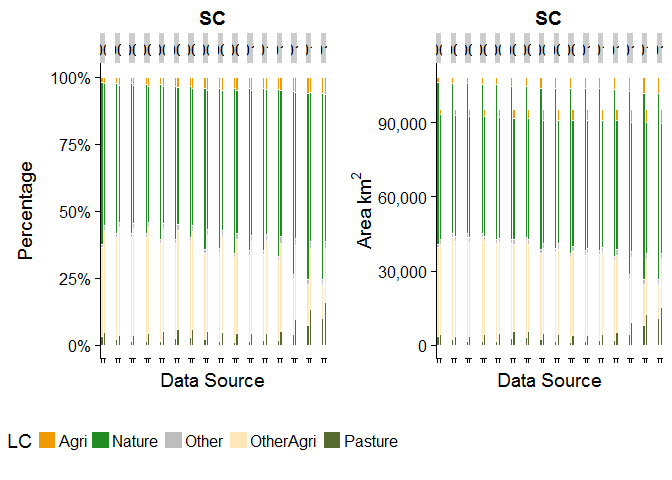 SC
SC
Percentage
100%
75%
50%
25%
0%
Data Source
Area km²
90,000
60,000
30,000
0
Data Source
LC Agri Nature Other OtherAgri Pasture